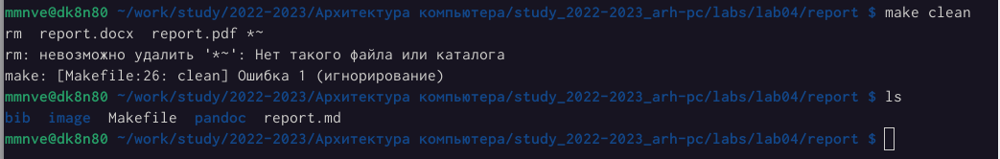 mmnve@dk8n80 ~/work/study/2022-2023/Архитектура компьютера/study_2022-2023_arh-pc/labs/lab04/report $ make clean
rm  report.docx  report.pdf *~
rm: невозможно удалить '*~': Нет такого файла или каталога
make: [Makefile:26: clean] Ошибка 1 (игнорирование)
mmnve@dk8n80 ~/work/study/2022-2023/Архитектура компьютера/study_2022-2023_arh-pc/labs/lab04/report $ ls
bib  image  Makefile  pandoc  report.md
mmnve@dk8n80 ~/work/study/2022-2023/Архитектура компьютера/study_2022-2023_arh-pc/labs/lab04/report $